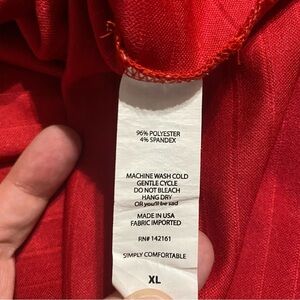 96% POLYESTER
4% SPANDEX
MACHINE WASH COLD
GENTLE CYCLE
DO NOT BLEACH
HANG DRY
OR you'll be sad
MADE IN USA
FABRIC IMPORTED
RN# 142161
SIMPLY COMFORTABLE
XL